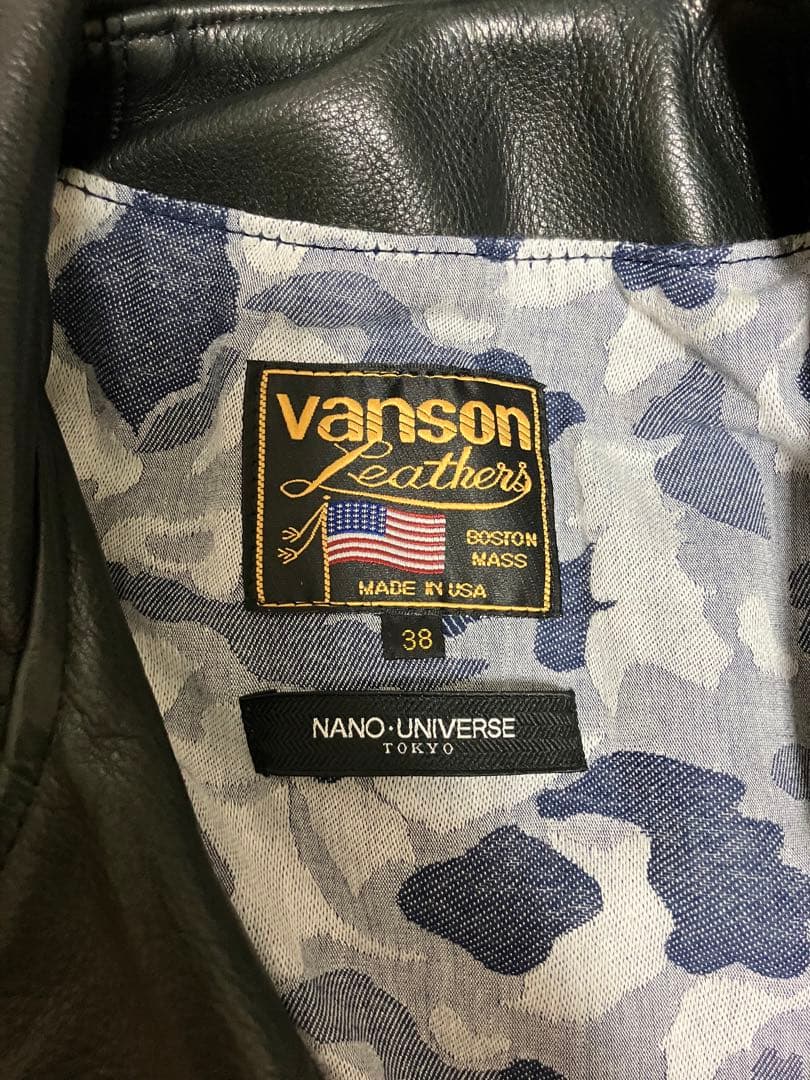 vanson
Leathers
BOSTON
MASS
MADE IN USA
38
NANO·UNIVERSE
TOKYO